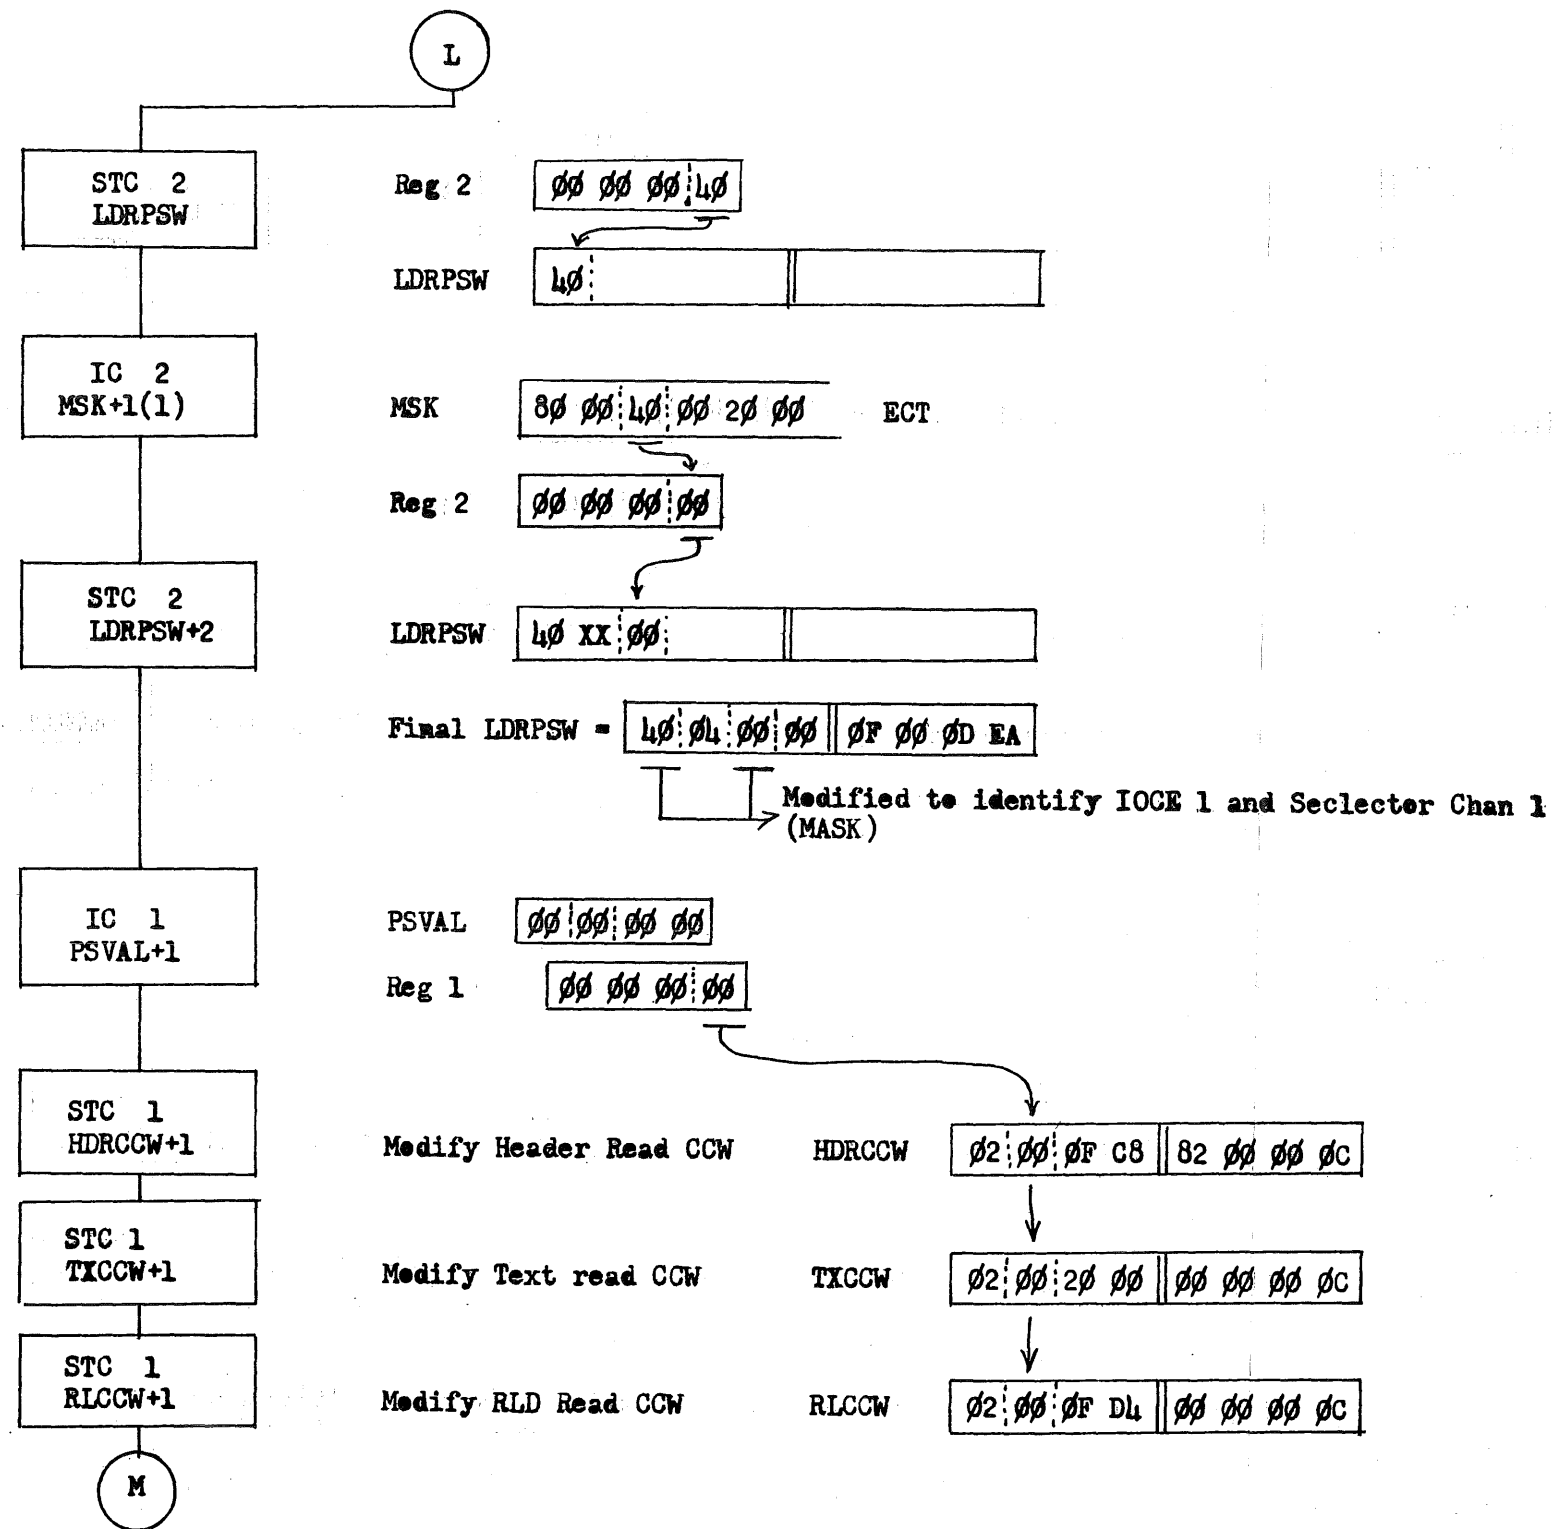 L
STC 2
LDRPSW
Reg 2 ØØ ØØ ØØ 4Ø
LDRPSW 4Ø
IC 2
MSK+1(1)
MSK 8Ø ØØ 4Ø ØØ 2Ø ØØ ECT
Reg 2 ØØ ØØ ØØ ØØ
STC 2
LDRPSW+2
LDRPSW 4Ø XX ØØ
Final LDRPSW = 4Ø Ø4 ØØ ØØ ØF ØØ ØD EA
Modified to identify IOCE 1 and Seclector Chan 1
(MASK)
IC 1
PSVAL+1
PSVAL ØØ ØØ ØØ ØØ
Reg 1 ØØ ØØ ØØ ØØ
STC 1
HDRCCW+1
Modify Header Read CCW HDRCCW Ø2 ØØ ØF C8 82 ØØ ØØ ØC
STC 1
TXCCW+1
Modify Text read CCW TXCCW Ø2 ØØ 2Ø ØØ ØØ ØØ ØØ ØC
STC 1
RLCCW+1
Modify RLD Read CCW RLCCW Ø2 ØØ ØF D4 ØØ ØØ ØØ ØC
M